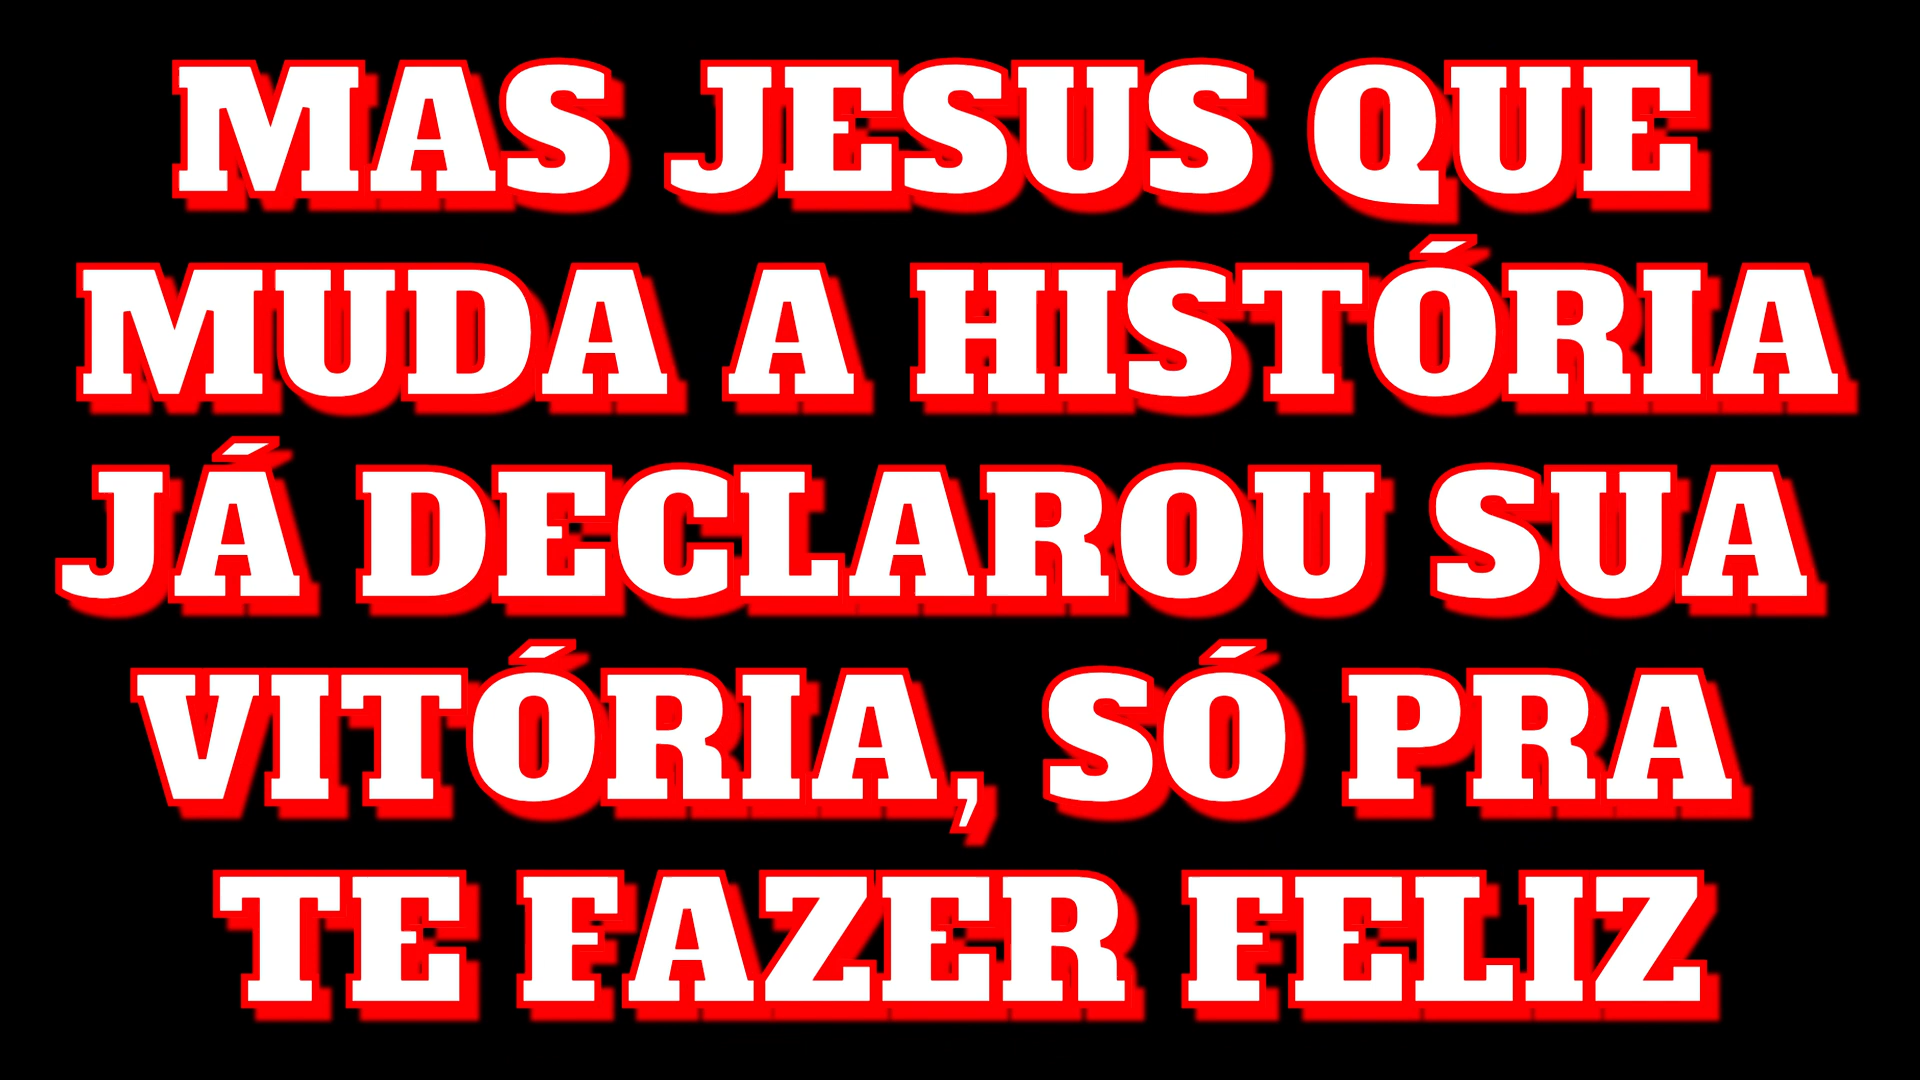 MAS JESUS QUE
MUDA A HISTÓRIA
JÁ DECLAROU SUA
VITÓRIA, SÓ PRA
TE FAZER FELIZ